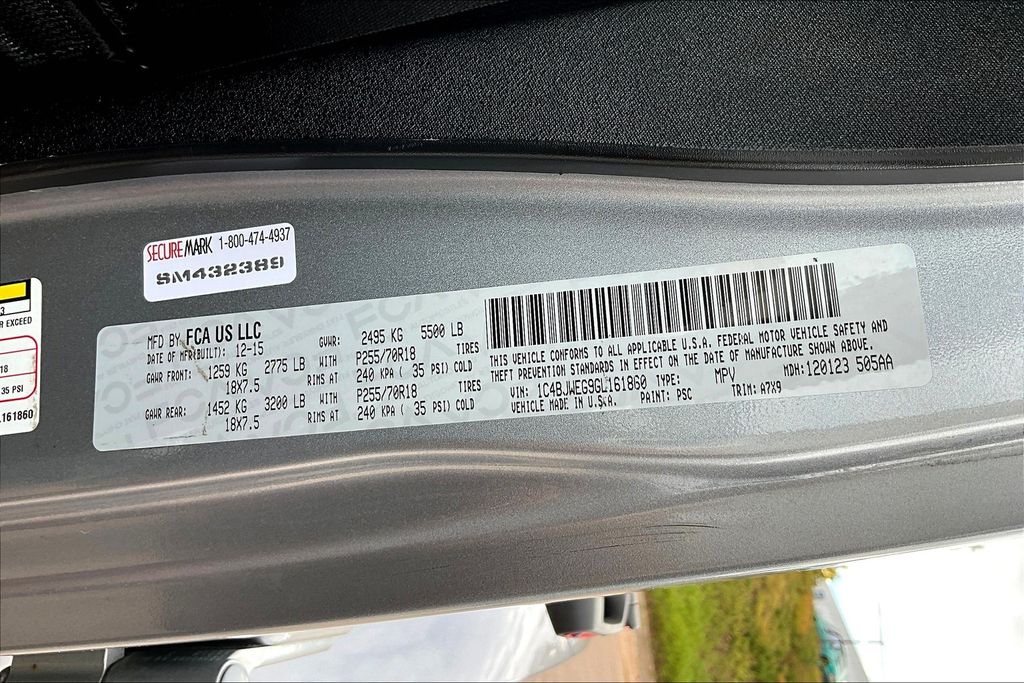 SECUREMARK 1-800-474-4937
SM432389
3
R EXCEED
18
35 PSI
L161860
MFD BY FCA US LLC
DATE OF MFR(BUILT): 12-15
GVWR: 2495 KG 5500 LB
GAWR FRONT: 1259 KG 2775 LB WITH P255/70R18 TIRES
18X7.5 RIMS AT 240 KPA ( 35 PSI) COLD
GAWR REAR: 1452 KG 3200 LB WITH P255/70R18 TIRES
18X7.5 RIMS AT 240 KPA ( 35 PSI) COLD
THIS VEHICLE CONFORMS TO ALL APPLICABLE U.S.A. FEDERAL MOTOR VEHICLE SAFETY AND
THEFT PREVENTION STANDARDS IN EFFECT ON THE DATE OF MANUFACTURE SHOWN ABOVE.
VIN: 1C4BJWEG9GL161860 MPV MDH: 120123 505AA
VEHICLE MADE IN U.S.A. PAINT: PSC TRIM: A7X9